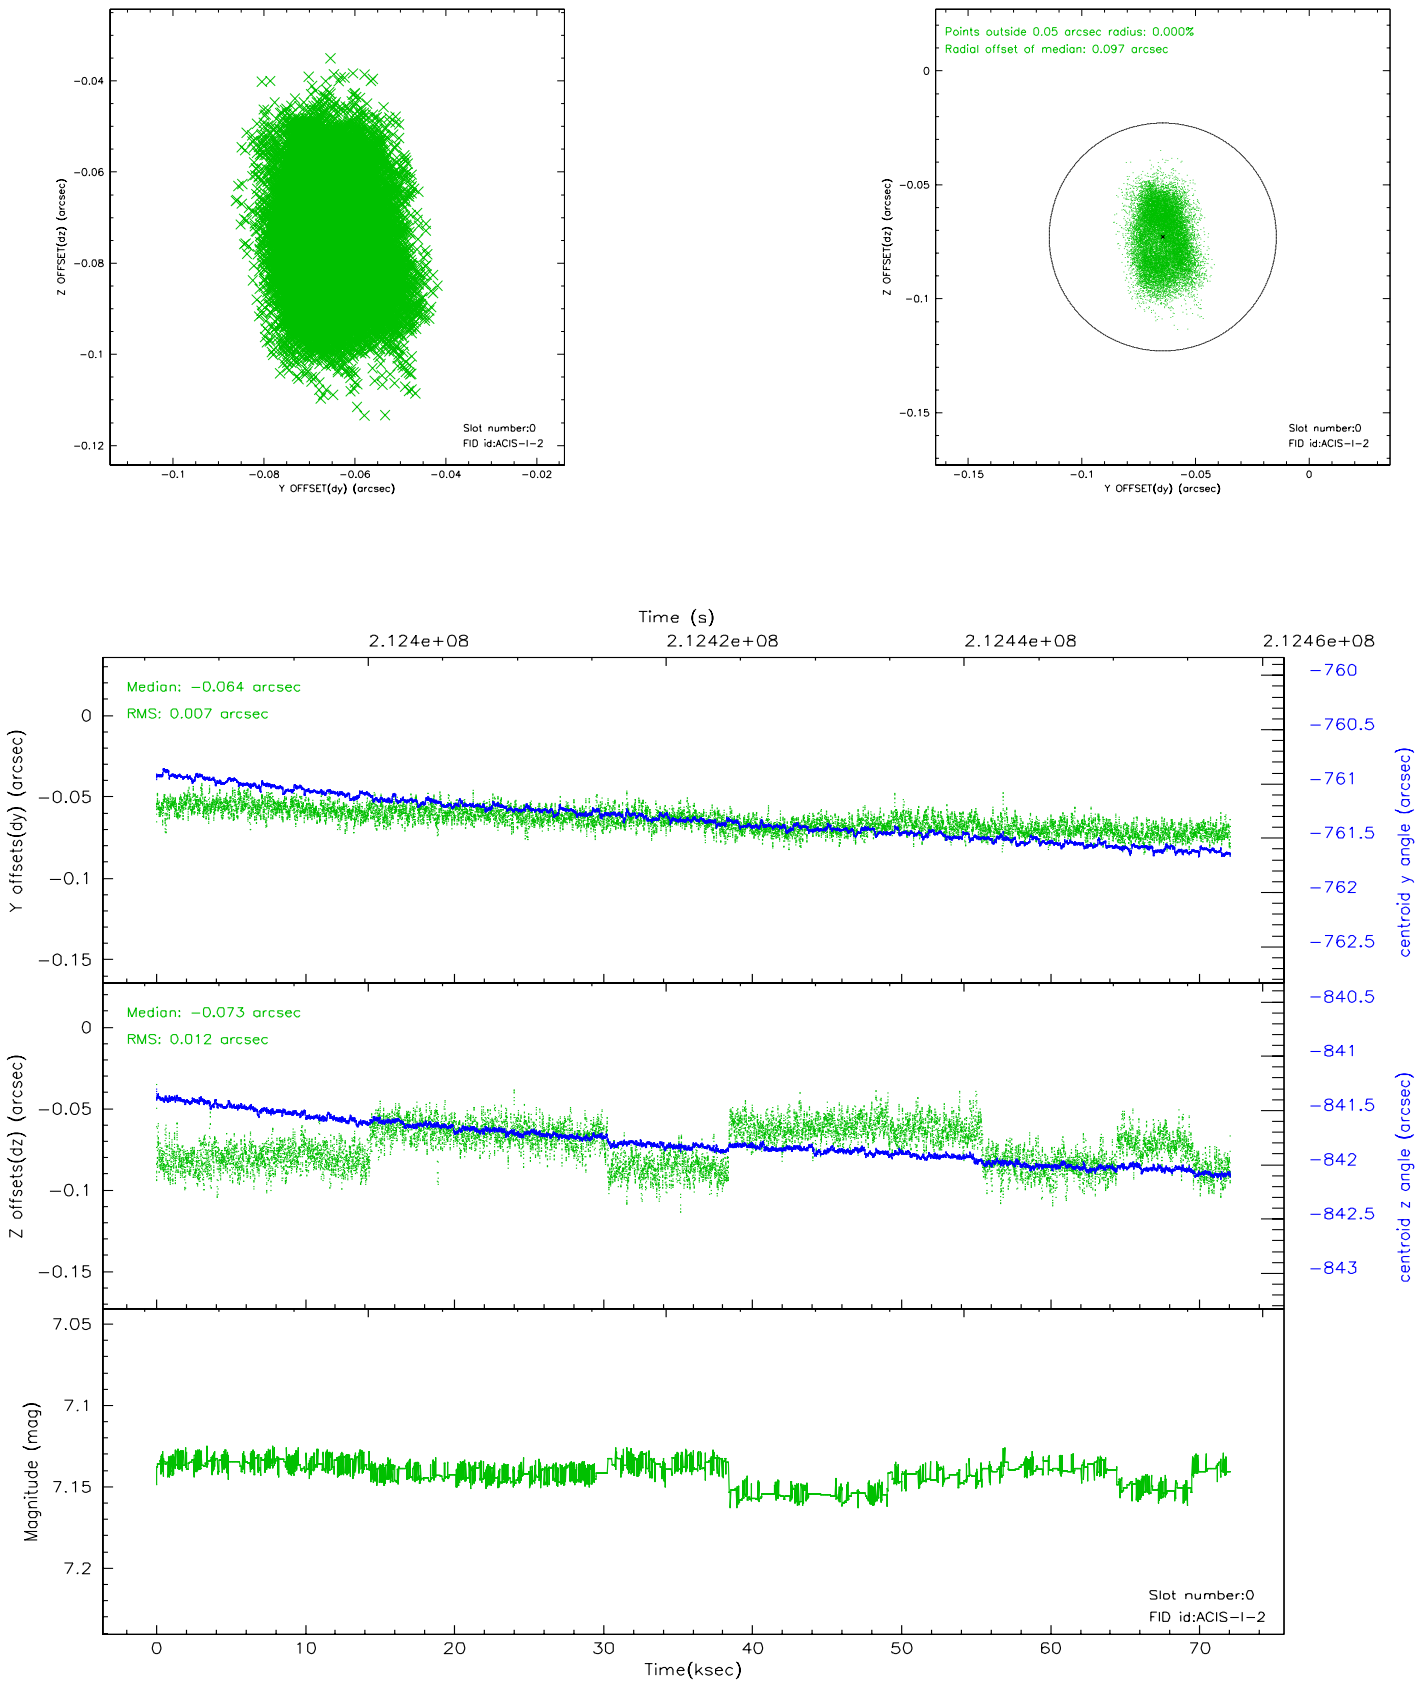 −0.04
−0.06
−0.08
−0.1
−0.12
Z OFFSET(dz) (arcsec)
Slot number:0
FID id:ACIS−I−2
−0.1 −0.08 −0.06 −0.04 −0.02
Y OFFSET(dy) (arcsec)
Points outside 0.05 arcsec radius: 0.000%
Radial offset of median: 0.097 arcsec
0
−0.05
−0.1
−0.15
Z OFFSET(dz) (arcsec)
Slot number:0
FID id:ACIS−I−2
−0.15 −0.1 −0.05 0
Y OFFSET(dy) (arcsec)
Time (s)
2.124e+08 2.1242e+08 2.1244e+08 2.1246e+08
Median: −0.064 arcsec
RMS: 0.007 arcsec
0
−0.05
−0.1
−0.15
Y offsets(dy) (arcsec)
−760
−760.5
−761
−761.5
−762
−762.5
centroid y angle (arcsec)
Median: −0.073 arcsec
RMS: 0.012 arcsec
0
−0.05
−0.1
−0.15
Z offsets(dz) (arcsec)
−840.5
−841
−841.5
−842
−842.5
−843
centroid z angle (arcsec)
7.05
7.1
7.15
7.2
Magnitude (mag)
Slot number:0
FID id:ACIS−I−2
0 10 20 30 40 50 60 70
Time(ksec)